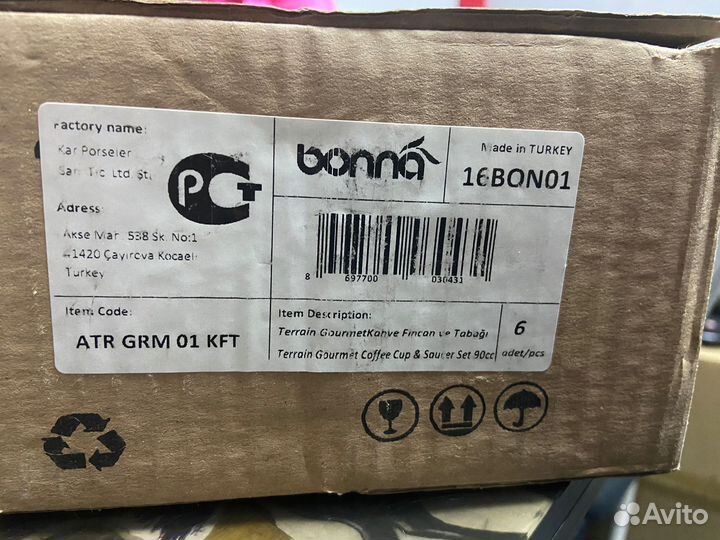 Factory name:
Kar Porselen
San. Tic. Ltd. Şti.
Adress:
Akse Mah. 538 Sk. No:1
41420 Çayırova Kocaeli
Turkey
PCT
bonna
Made in TURKEY
16BON01
8 697700 030431
Item Code:
ATR GRM 01 KFT
Item Description:
Terrain GourmetKahve Fincan ve Tabağı
Terrain Gourmet Coffee Cup & Saucer Set 90cc
6
adet/pcs
Avito